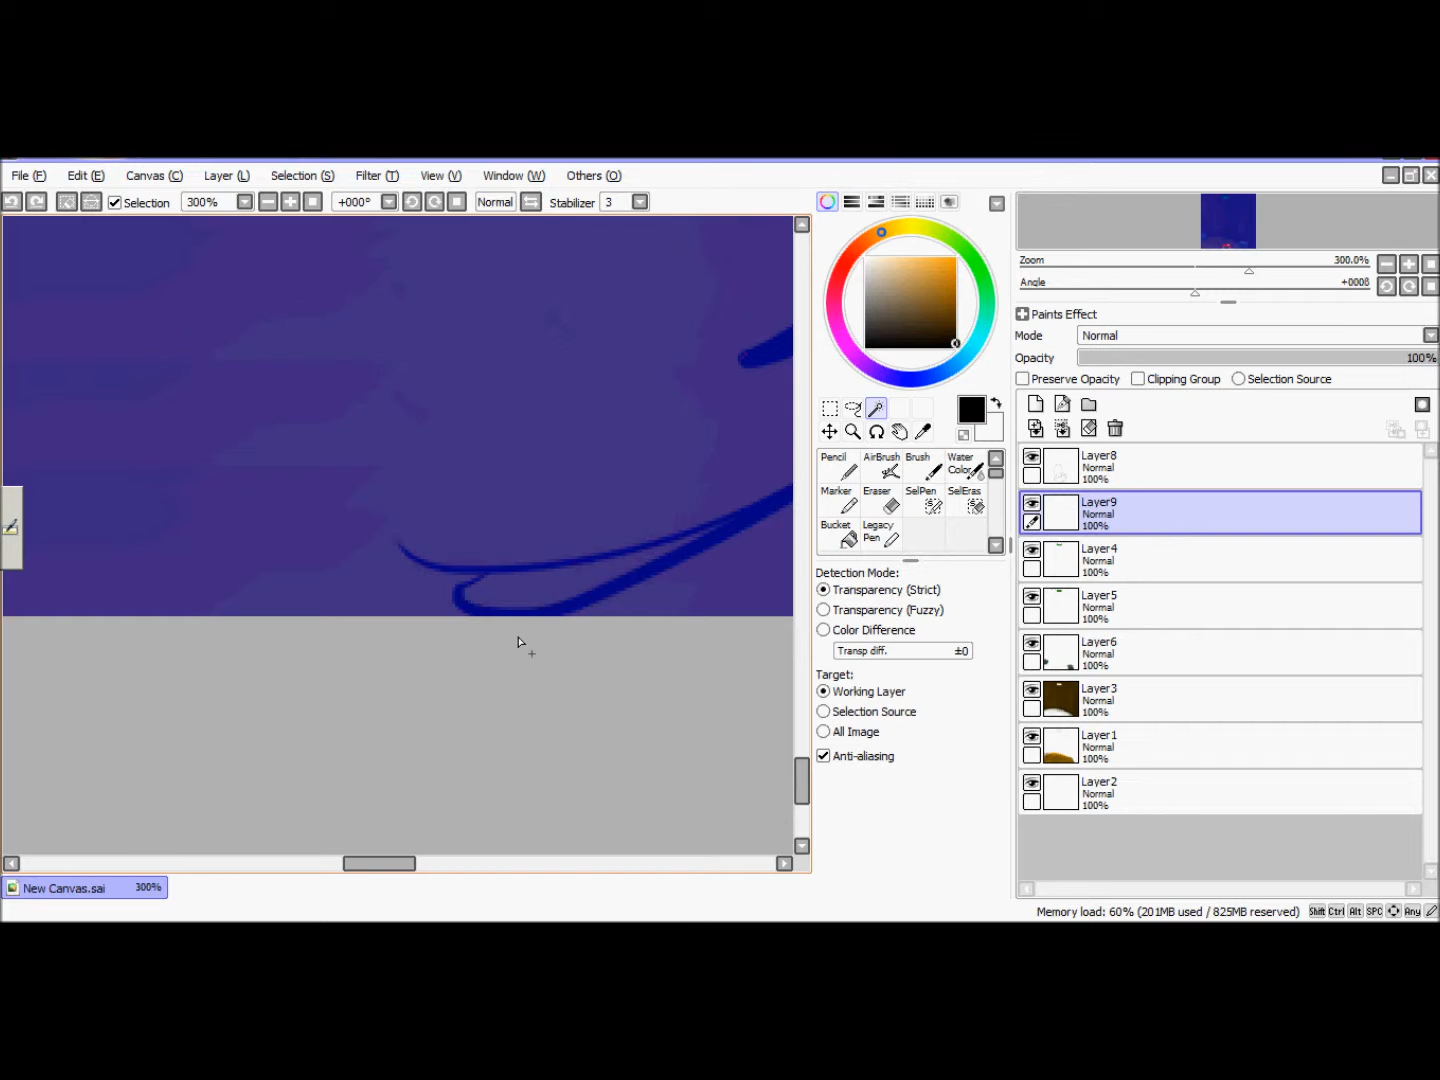 File (F) Edit (E) Canvas (C) Layer (L) Selection (S) Filter (T) View (V) Window (W) Others (O)
Selection 300% +000° Normal Stabilizer 3
Zoom 300.0%
Angle +000δ
Paints Effect
Mode Normal
Opacity 100%
Preserve Opacity Clipping Group Selection Source
Pencil AirBrush Brush Water Color
Marker Eraser SelPen SelEras
Bucket Legacy Pen
Detection Mode:
Transparency (Strict)
Transparency (Fuzzy)
Color Difference
Transp diff. ±0
Target:
Working Layer
Selection Source
All Image
Anti-aliasing
Layer8
Normal
100%
Layer9
Normal
100%
Layer4
Normal
100%
Layer5
Normal
100%
Layer6
Normal
100%
Layer3
Normal
100%
Layer1
Normal
100%
Layer2
Normal
100%
New Canvas.sai 300%
Memory load: 60% (201MB used / 825MB reserved) Shift Ctrl Alt SPC Any